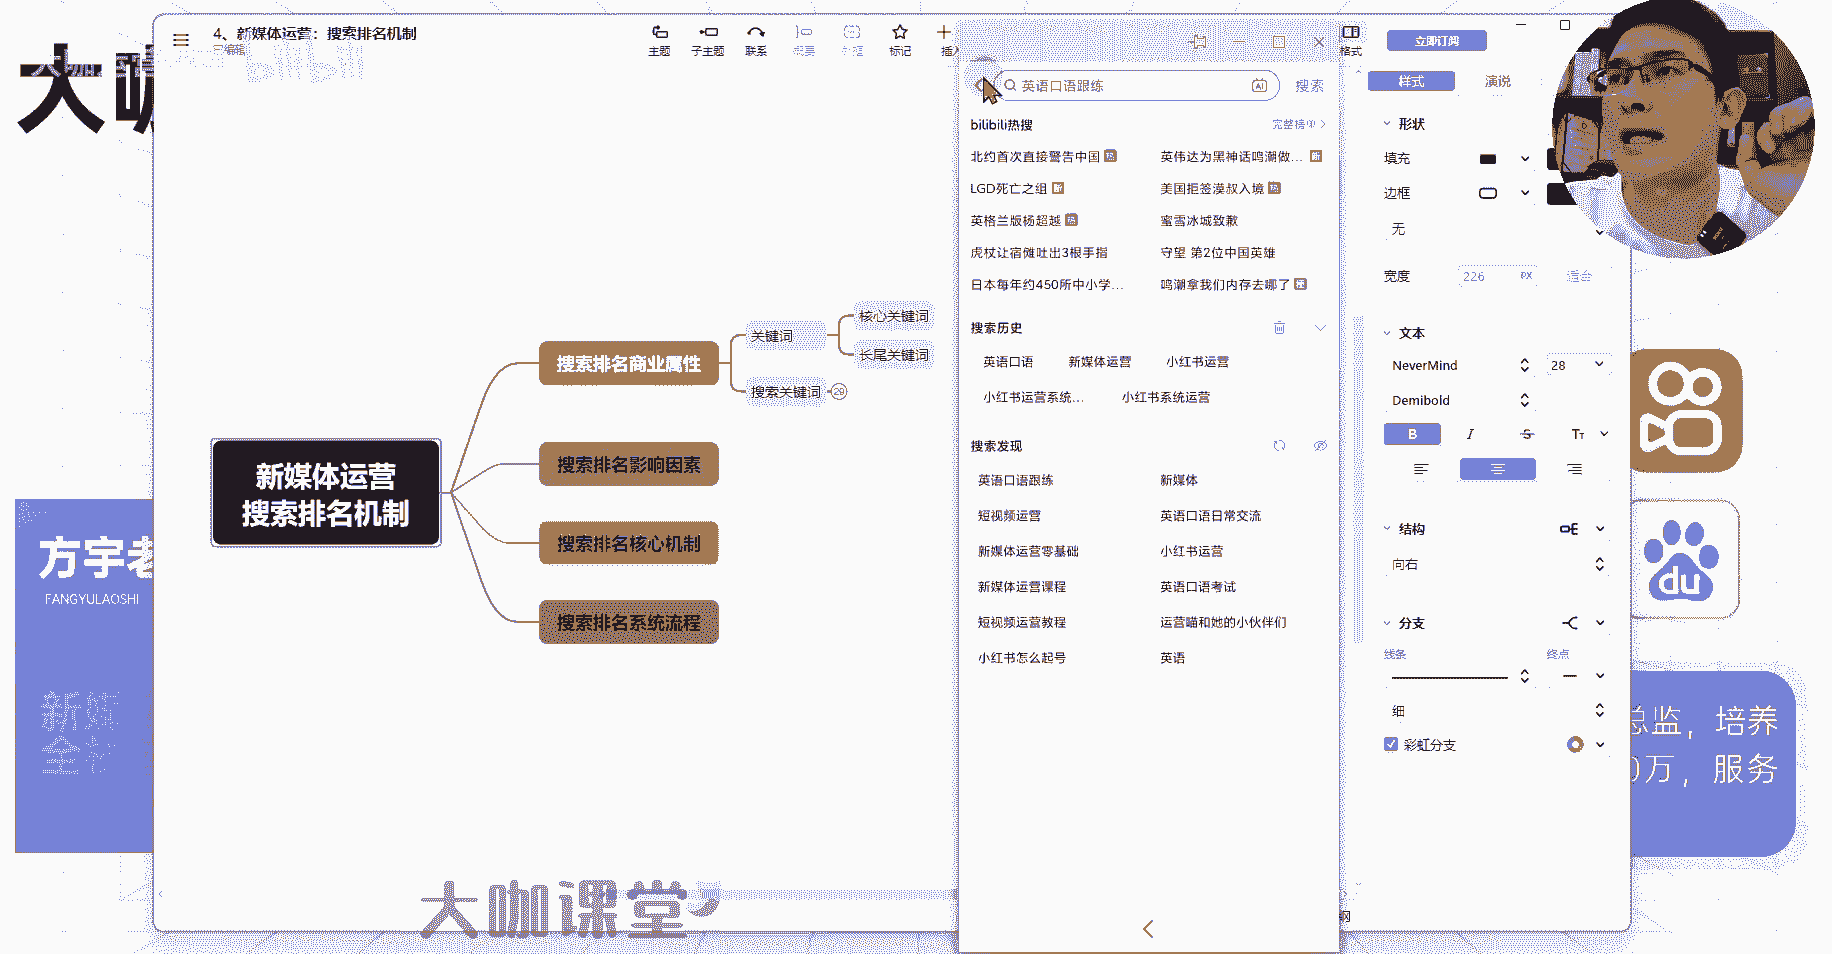 4、新媒体运营：搜索排名机制
已编辑
bilibili
主题
子主题
联系
概要
外框
标记
格式
立即订阅
大咖
英语口语跟练
AI
搜索
bilibili热搜
完整榜单
北约首次直接警告中国 热
英伟达为黑神话鸣潮做... 新
LGD死亡之组 新
美国拒签漠叔入境 热
英格兰版杨超越 热
蜜雪冰城致歉
虎杖让宿傩吐出3根手指
守望 第2位中国英雄
日本每年约450所中小学...
鸣潮拿我们内存去哪了
搜索历史
英语口语
新媒体运营
小红书运营
小红书运营系统...
小红书系统运营
搜索发现
英语口语跟练
新媒体
短视频运营
英语口语日常交流
新媒体运营零基础
小红书运营
新媒体运营课程
英语口语考试
短视频运营教程
运营喵和她的小伙伴们
小红书怎么起号
英语
新媒体运营
搜索排名机制
搜索排名商业属性
关键词
核心关键词
长尾关键词
搜索关键词
29
搜索排名影响因素
搜索排名核心机制
搜索排名系统流程
样式
演说
形状
填充
边框
无
宽度
226
px
适合
文本
NeverMind
28
Demibold
B
I
S
TT
结构
向右
分支
线条
终点
细
彩虹分支
方宇老
FANGYULAOSHI
新媒
du
总监，培养
0万，服务
大咖课堂